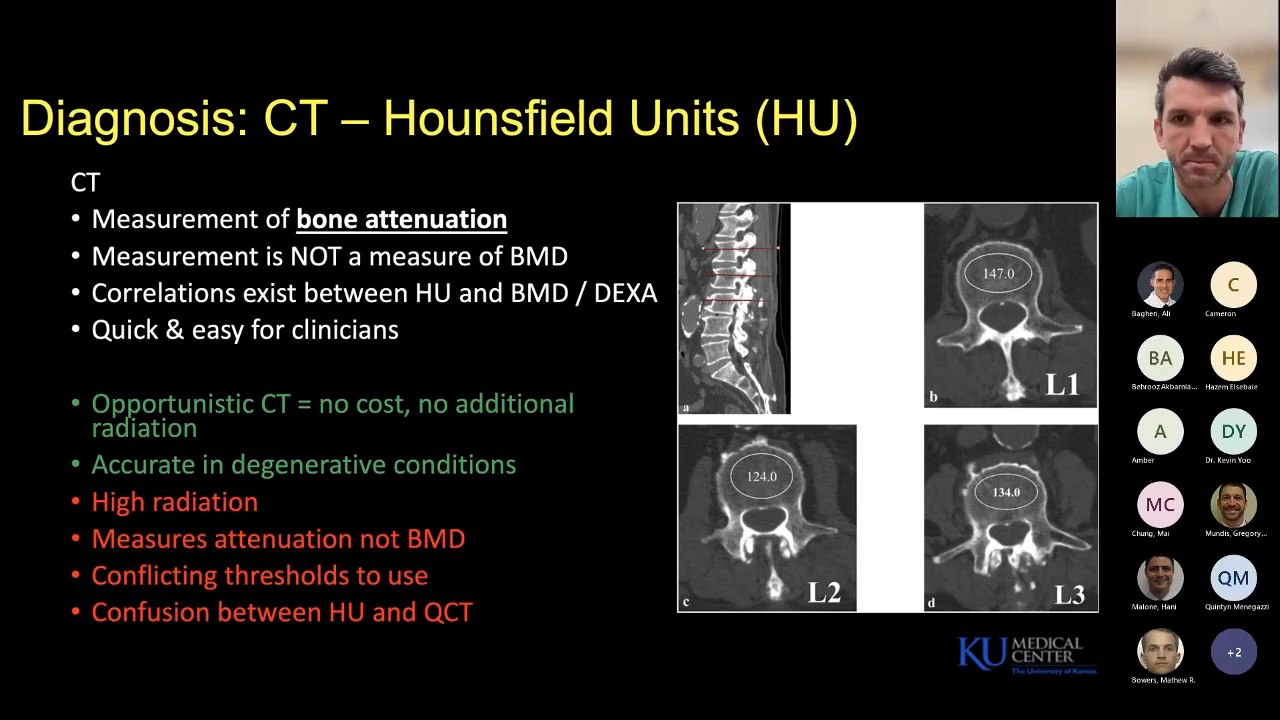 Diagnosis: CT – Hounsfield Units (HU)
CT
• Measurement of bone attenuation
• Measurement is NOT a measure of BMD
• Correlations exist between HU and BMD / DEXA
• Quick & easy for clinicians
• Opportunistic CT = no cost, no additional
radiation
• Accurate in degenerative conditions
• High radiation
• Measures attenuation not BMD
• Conflicting thresholds to use
• Confusion between HU and QCT
a
147.0
L1
b
124.0
L2
c
134.0
L3
d
KU MEDICAL
CENTER
The University of Kansas
C
Bagheri, Ali
Cameron
BA
HE
Behrooz Akbarnia...
Hazem Elsebaie
A
DY
Amber
Dr. Kevin Yoo
MC
Chung, Mai
Mundis, Gregory...
QM
Malone, Hani
Quintyn Menegazzi
+2
Bowers, Mathew R.